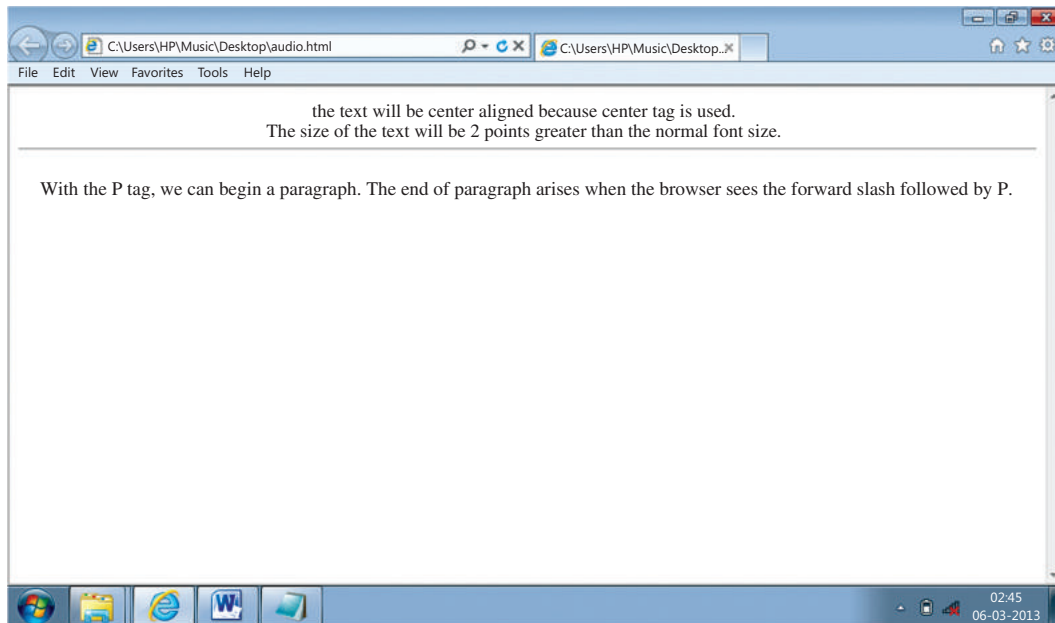 C:\Users\HP\Music\Desktop\audio.html
C:\Users\HP\Music\Desktop..
File Edit View Favorites Tools Help
the text will be center aligned because center tag is used.
The size of the text will be 2 points greater than the normal font size.
With the P tag, we can begin a paragraph. The end of paragraph arises when the browser sees the forward slash followed by P.
W
02:45
06-03-2013